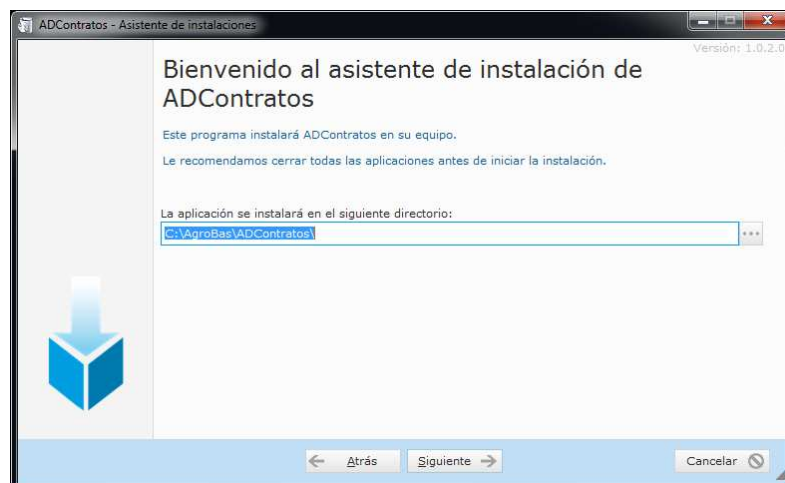 ADContratos - Asistente de instalaciones
Versión: 1.0.2.0
Bienvenido al asistente de instalación de
ADContratos
Este programa instalará ADContratos en su equipo.
Le recomendamos cerrar todas las aplicaciones antes de iniciar la instalación.
La aplicación se instalará en el siguiente directorio:
C:\AgroBas\ADContratos\
Atrás
Siguiente
Cancelar